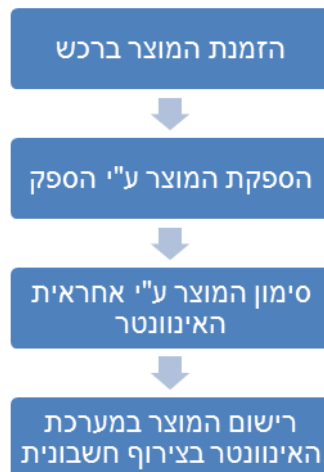 הזמנת המוצר ברכש
הספקת המוצר ע"י הספק
סימון המוצר ע"י אחראית
האינוונטר
רישום המוצר במערכת
האינוונטר בצירוף חשבונית